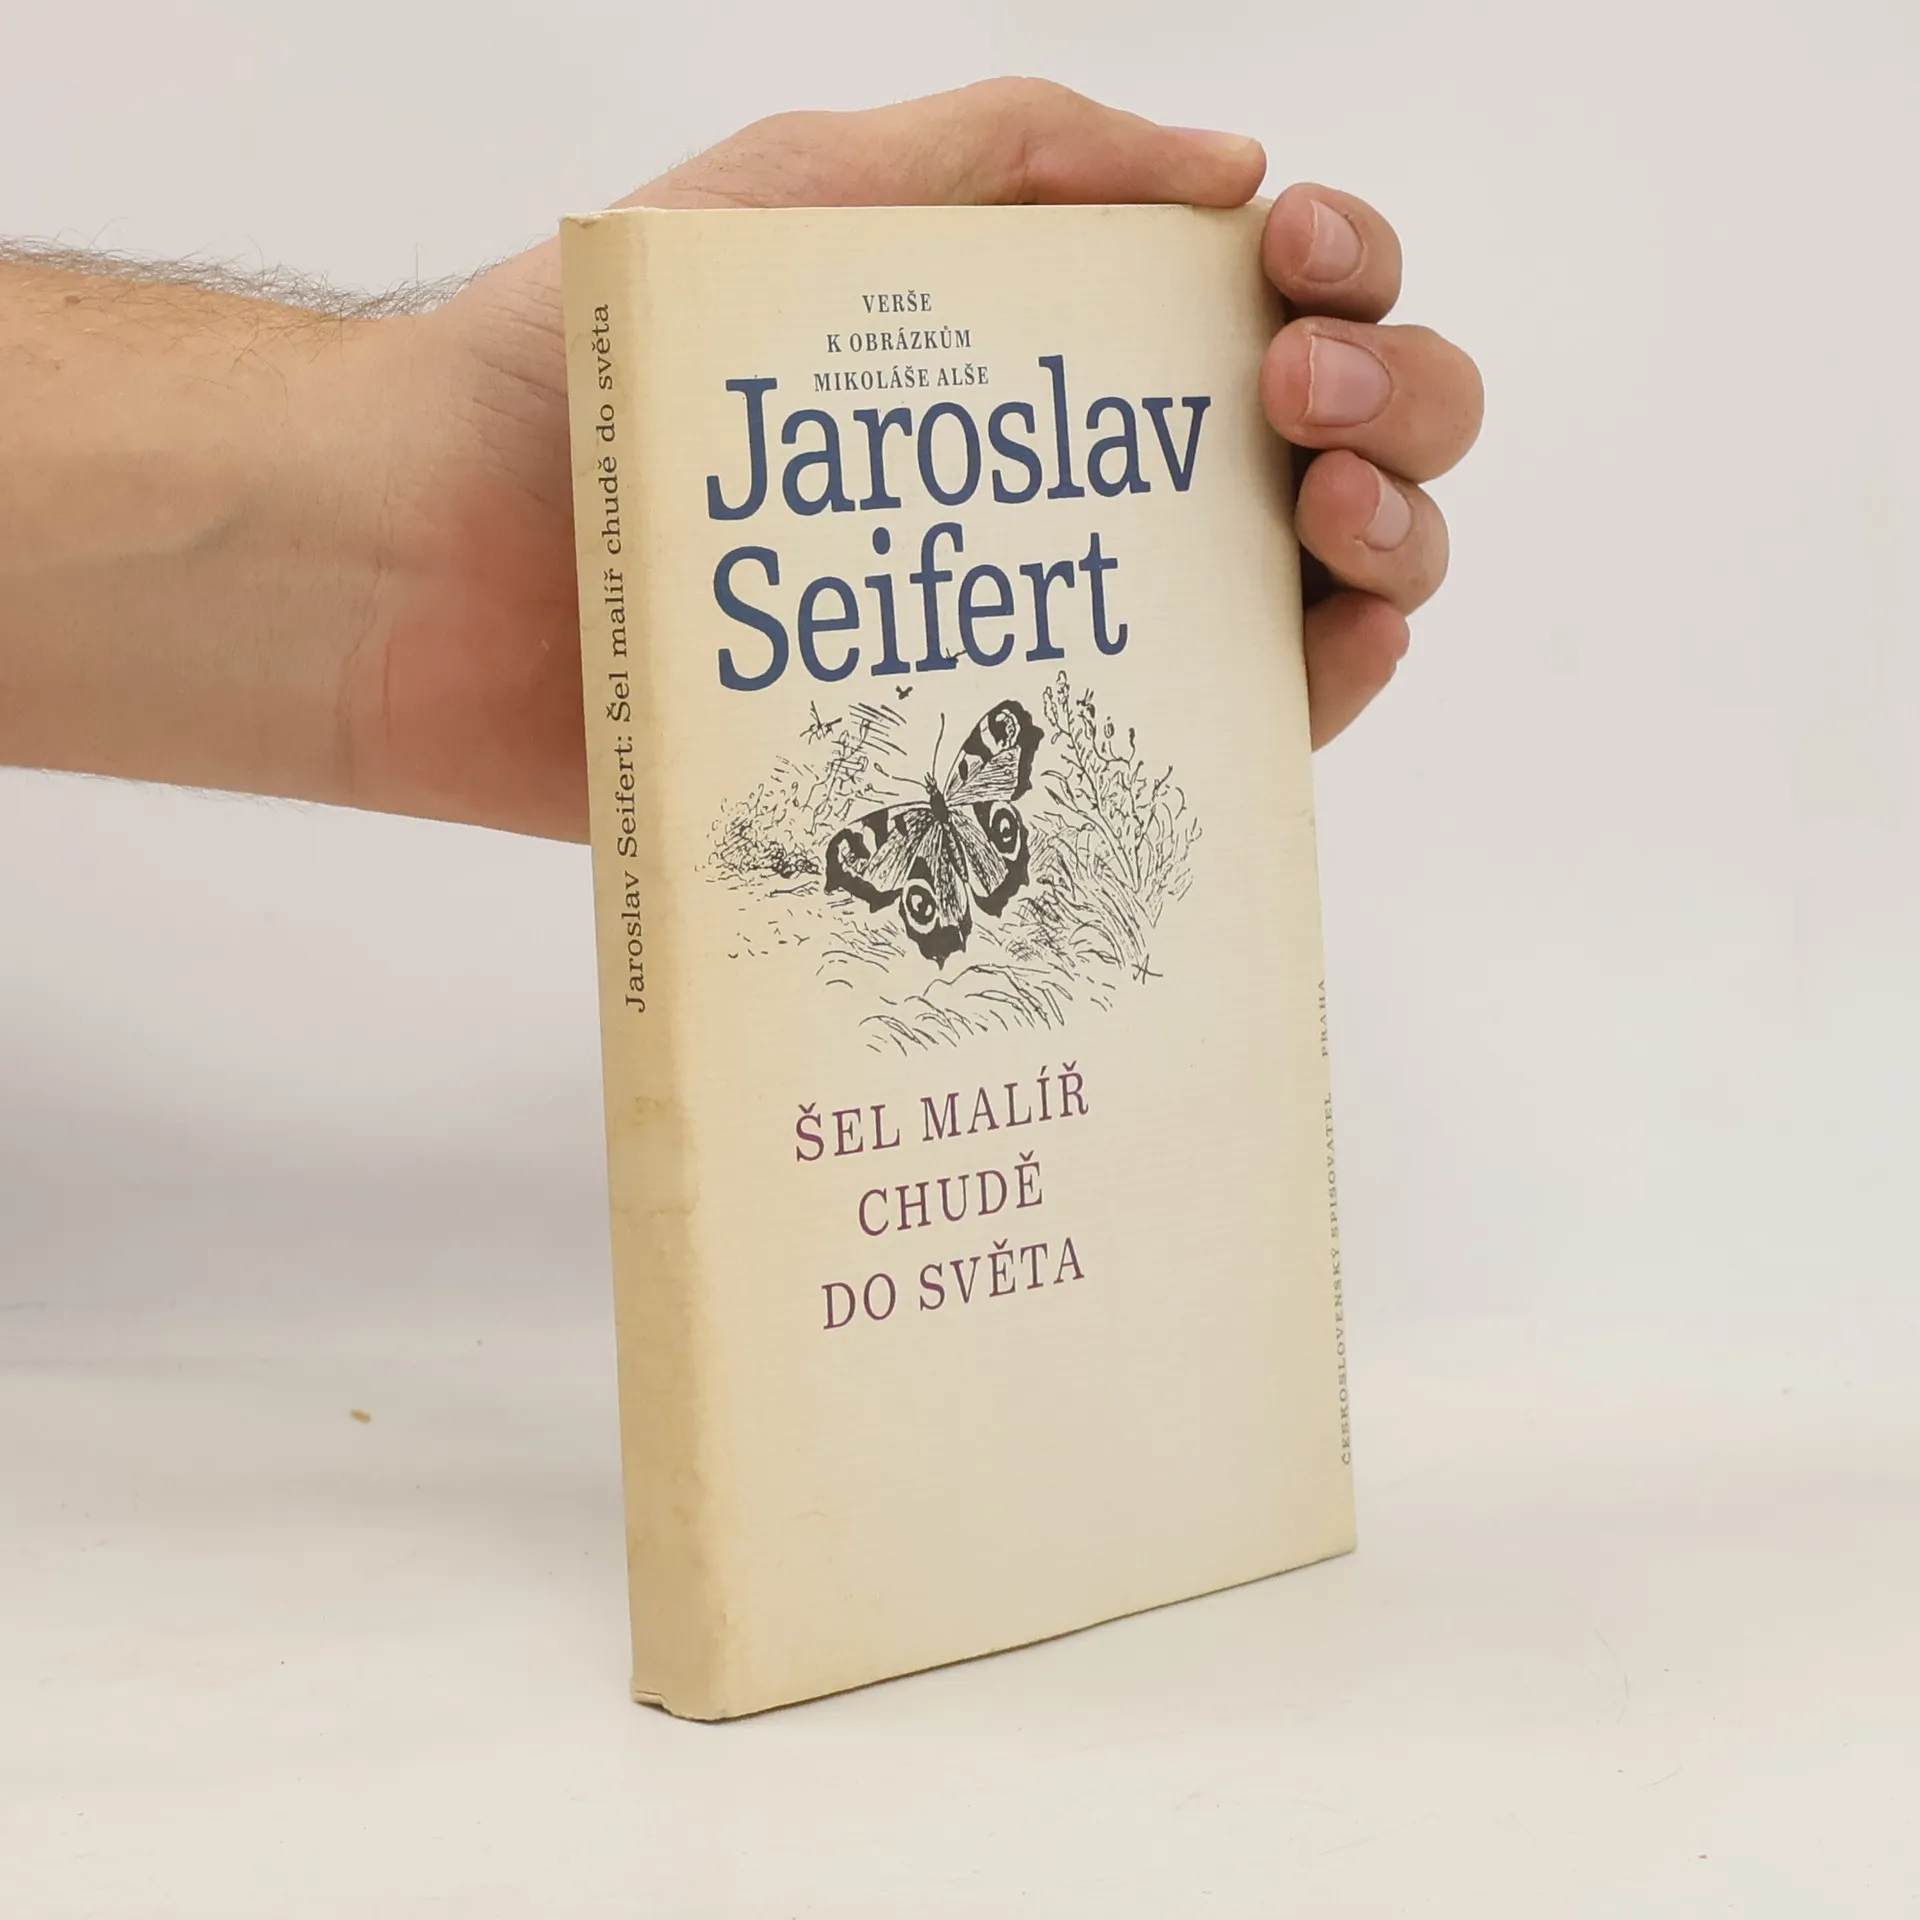 Jaroslav Seifert: Šel malíř chudě do světa
VERŠE
K OBRÁZKŮM
MIKOLÁŠE ALŠE
Jaroslav
Seifert
ŠEL MALÍŘ
CHUDĚ
DO SVĚTA
ČESKOSLOVENSKÝ SPISOVATEL PRAHA